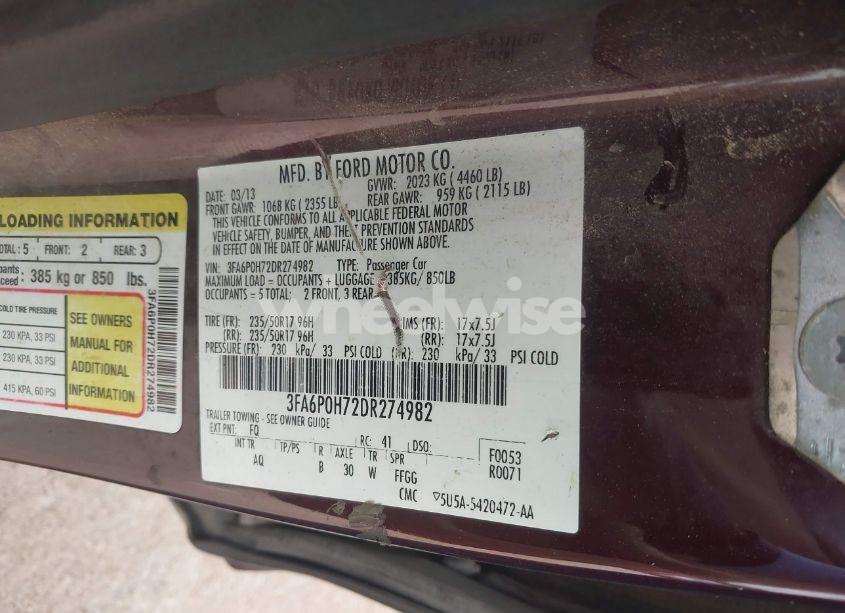 LOADING INFORMATION
TOTAL: 5 FRONT: 2 REAR: 3
385 kg or 850 lbs.
COLD TIRE PRESSURE
230 KPA, 33 PSI
230 KPA, 33 PSI
415 KPA, 60 PSI
SEE OWNERS
MANUAL FOR
ADDITIONAL
INFORMATION
3FA6P0H72DR274982
MFD. BY FORD MOTOR CO.
DATE: 03/13 GVWR: 2023 KG ( 4460 LB)
FRONT GAWR: 1068 KG ( 2355 LB) REAR GAWR: 959 KG ( 2115 LB)
THIS VEHICLE CONFORMS TO ALL APPLICABLE FEDERAL MOTOR
VEHICLE SAFETY, BUMPER, AND THEFT PREVENTION STANDARDS
IN EFFECT ON THE DATE OF MANUFACTURE SHOWN ABOVE.
VIN: 3FA6P0H72DR274982 TYPE: Passenger Car
MAXIMUM LOAD = OCCUPANTS + LUGGAGE = 385KG/ 850LB
OCCUPANTS = 5 TOTAL: 2 FRONT, 3 REAR
wheelwise
TIRE (FR): 235/50R17 96H RIMS (FR): 17x7.5J
(RR): 235/50R17 96H (RR): 17x7.5J
PRESSURE (FR): 230 kPa/ 33 PSI COLD (RR): 230 kPa/ 33 PSI COLD
3FA6P0H72DR274982
TRAILER TOWING - SEE OWNER GUIDE
EXT PNT: FQ RC: 41 DSO:
INT TR TP/PS R AXLE TR SPR F0053
AQ B 30 W FFGG R0071
CMC ▽5U5A-5420472-AA